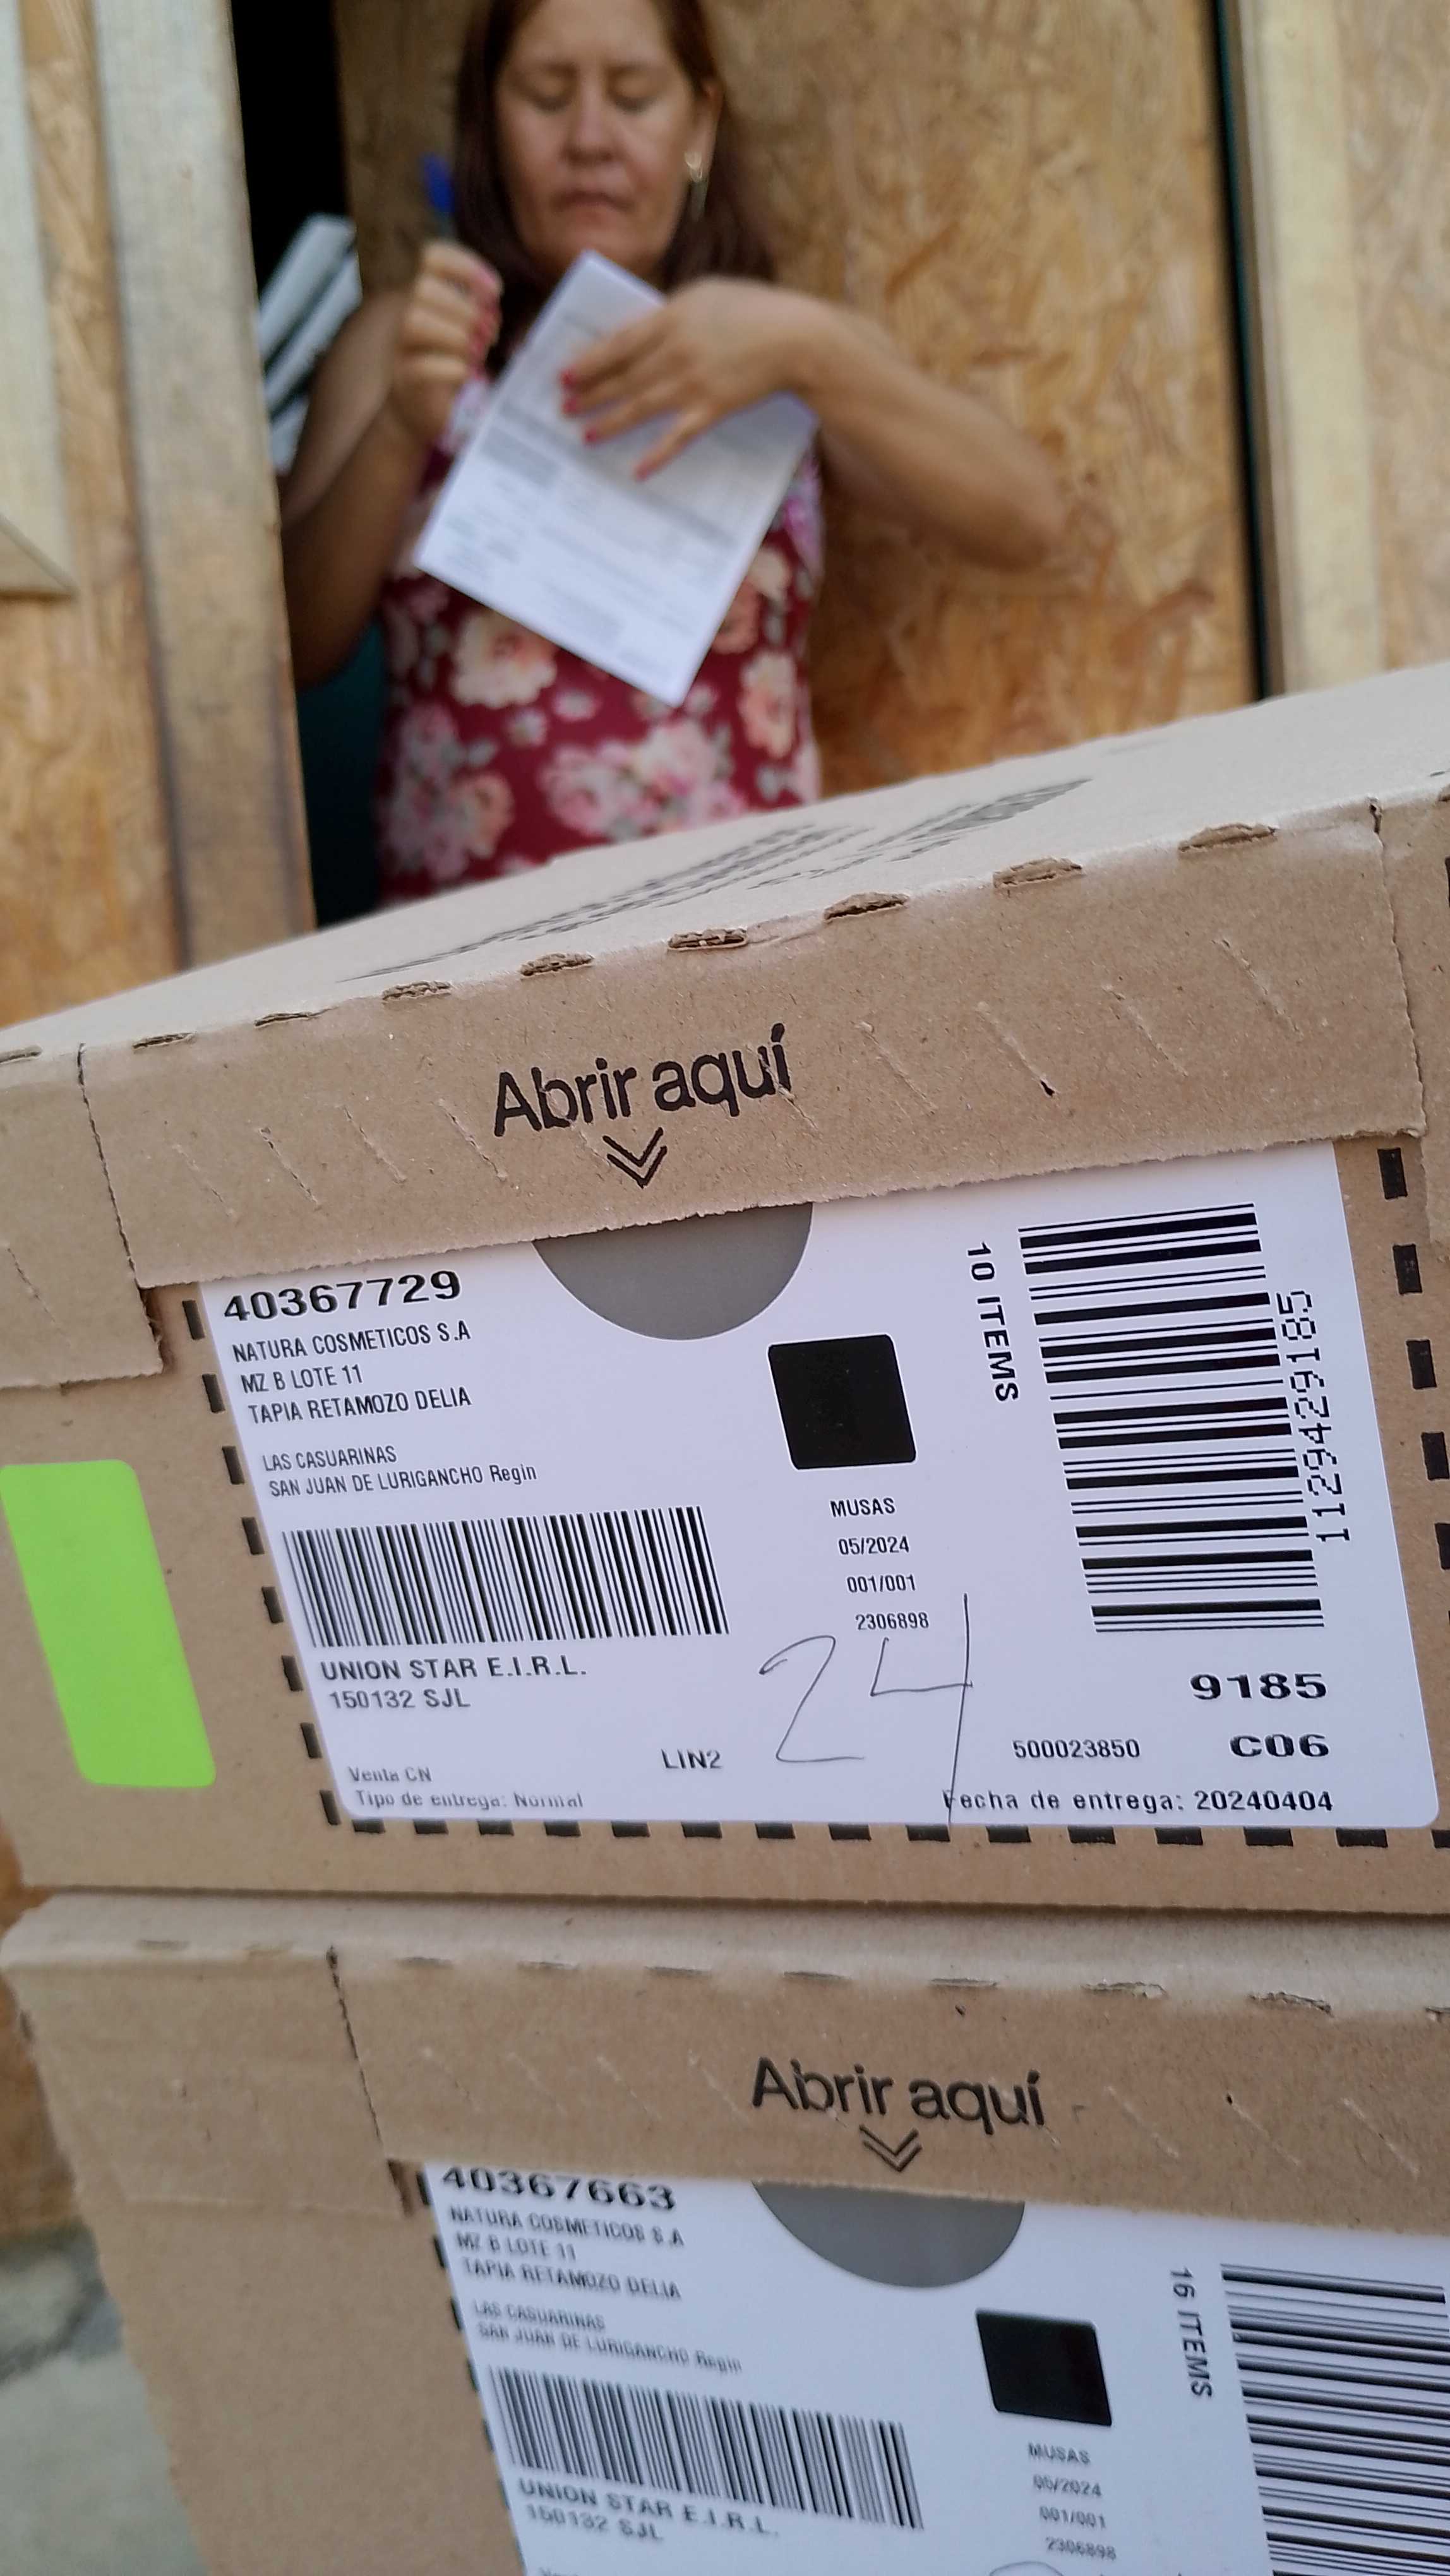 Abrir aquí
40367729
NATURA COSMETICOS S.A
MZ B LOTE 11
TAPIA RETAMOZO DELIA
LAS CASUARINAS
SAN JUAN DE LURIGANCHO Regin
UNION STAR E.I.R.L.
150132 SJL
Venta CN
Tipo de entrega: Normal
LIN2
MUSAS
05/2024
001/001
2306898
24
10 ITEMS
1129429185
9185
500023850 C06
Fecha de entrega: 20240404
Abrir aquí
40367663
NATURA COSMETICOS S.A
MZ B LOTE 11
TAPIA RETAMOZO DELIA
LAS CASUARINAS
SAN JUAN DE LURIGANCHO Regin
UNION STAR E.I.R.L.
150132 SJL
MUSAS
05/2024
001/001
2306898
16 ITEMS